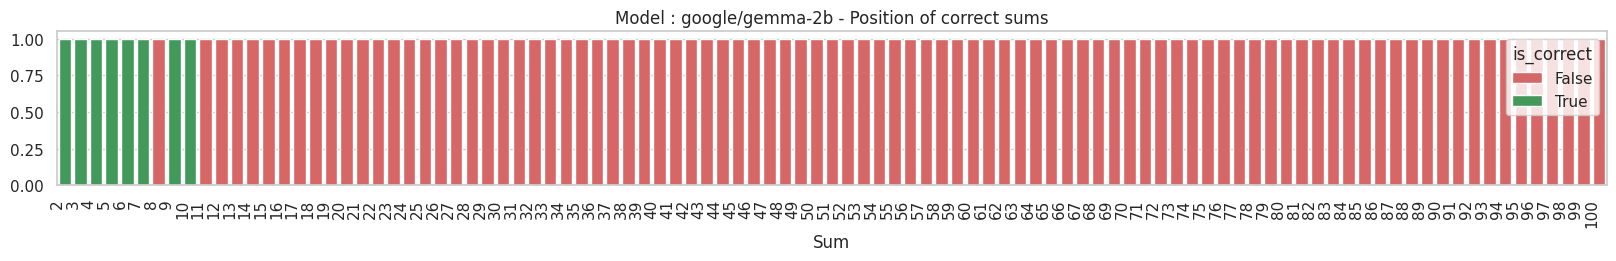 Model : google/gemma-2b - Position of correct sums
1.00
0.75
0.50
0.25
0.00
is_correct
False
True
2 3 4 5 6 7 8 9 10 11 12 13 14 15 16 17 18 19 20 21 22 23 24 25 26 27 28 29 30 31 32 33 34 35 36 37 38 39 40 41 42 43 44 45 46 47 48 49 50 51 52 53 54 55 56 57 58 59 60 61 62 63 64 65 66 67 68 69 70 71 72 73 74 75 76 77 78 79 80 81 82 83 84 85 86 87 88 89 90 91 92 93 94 95 96 97 98 99 100
Sum